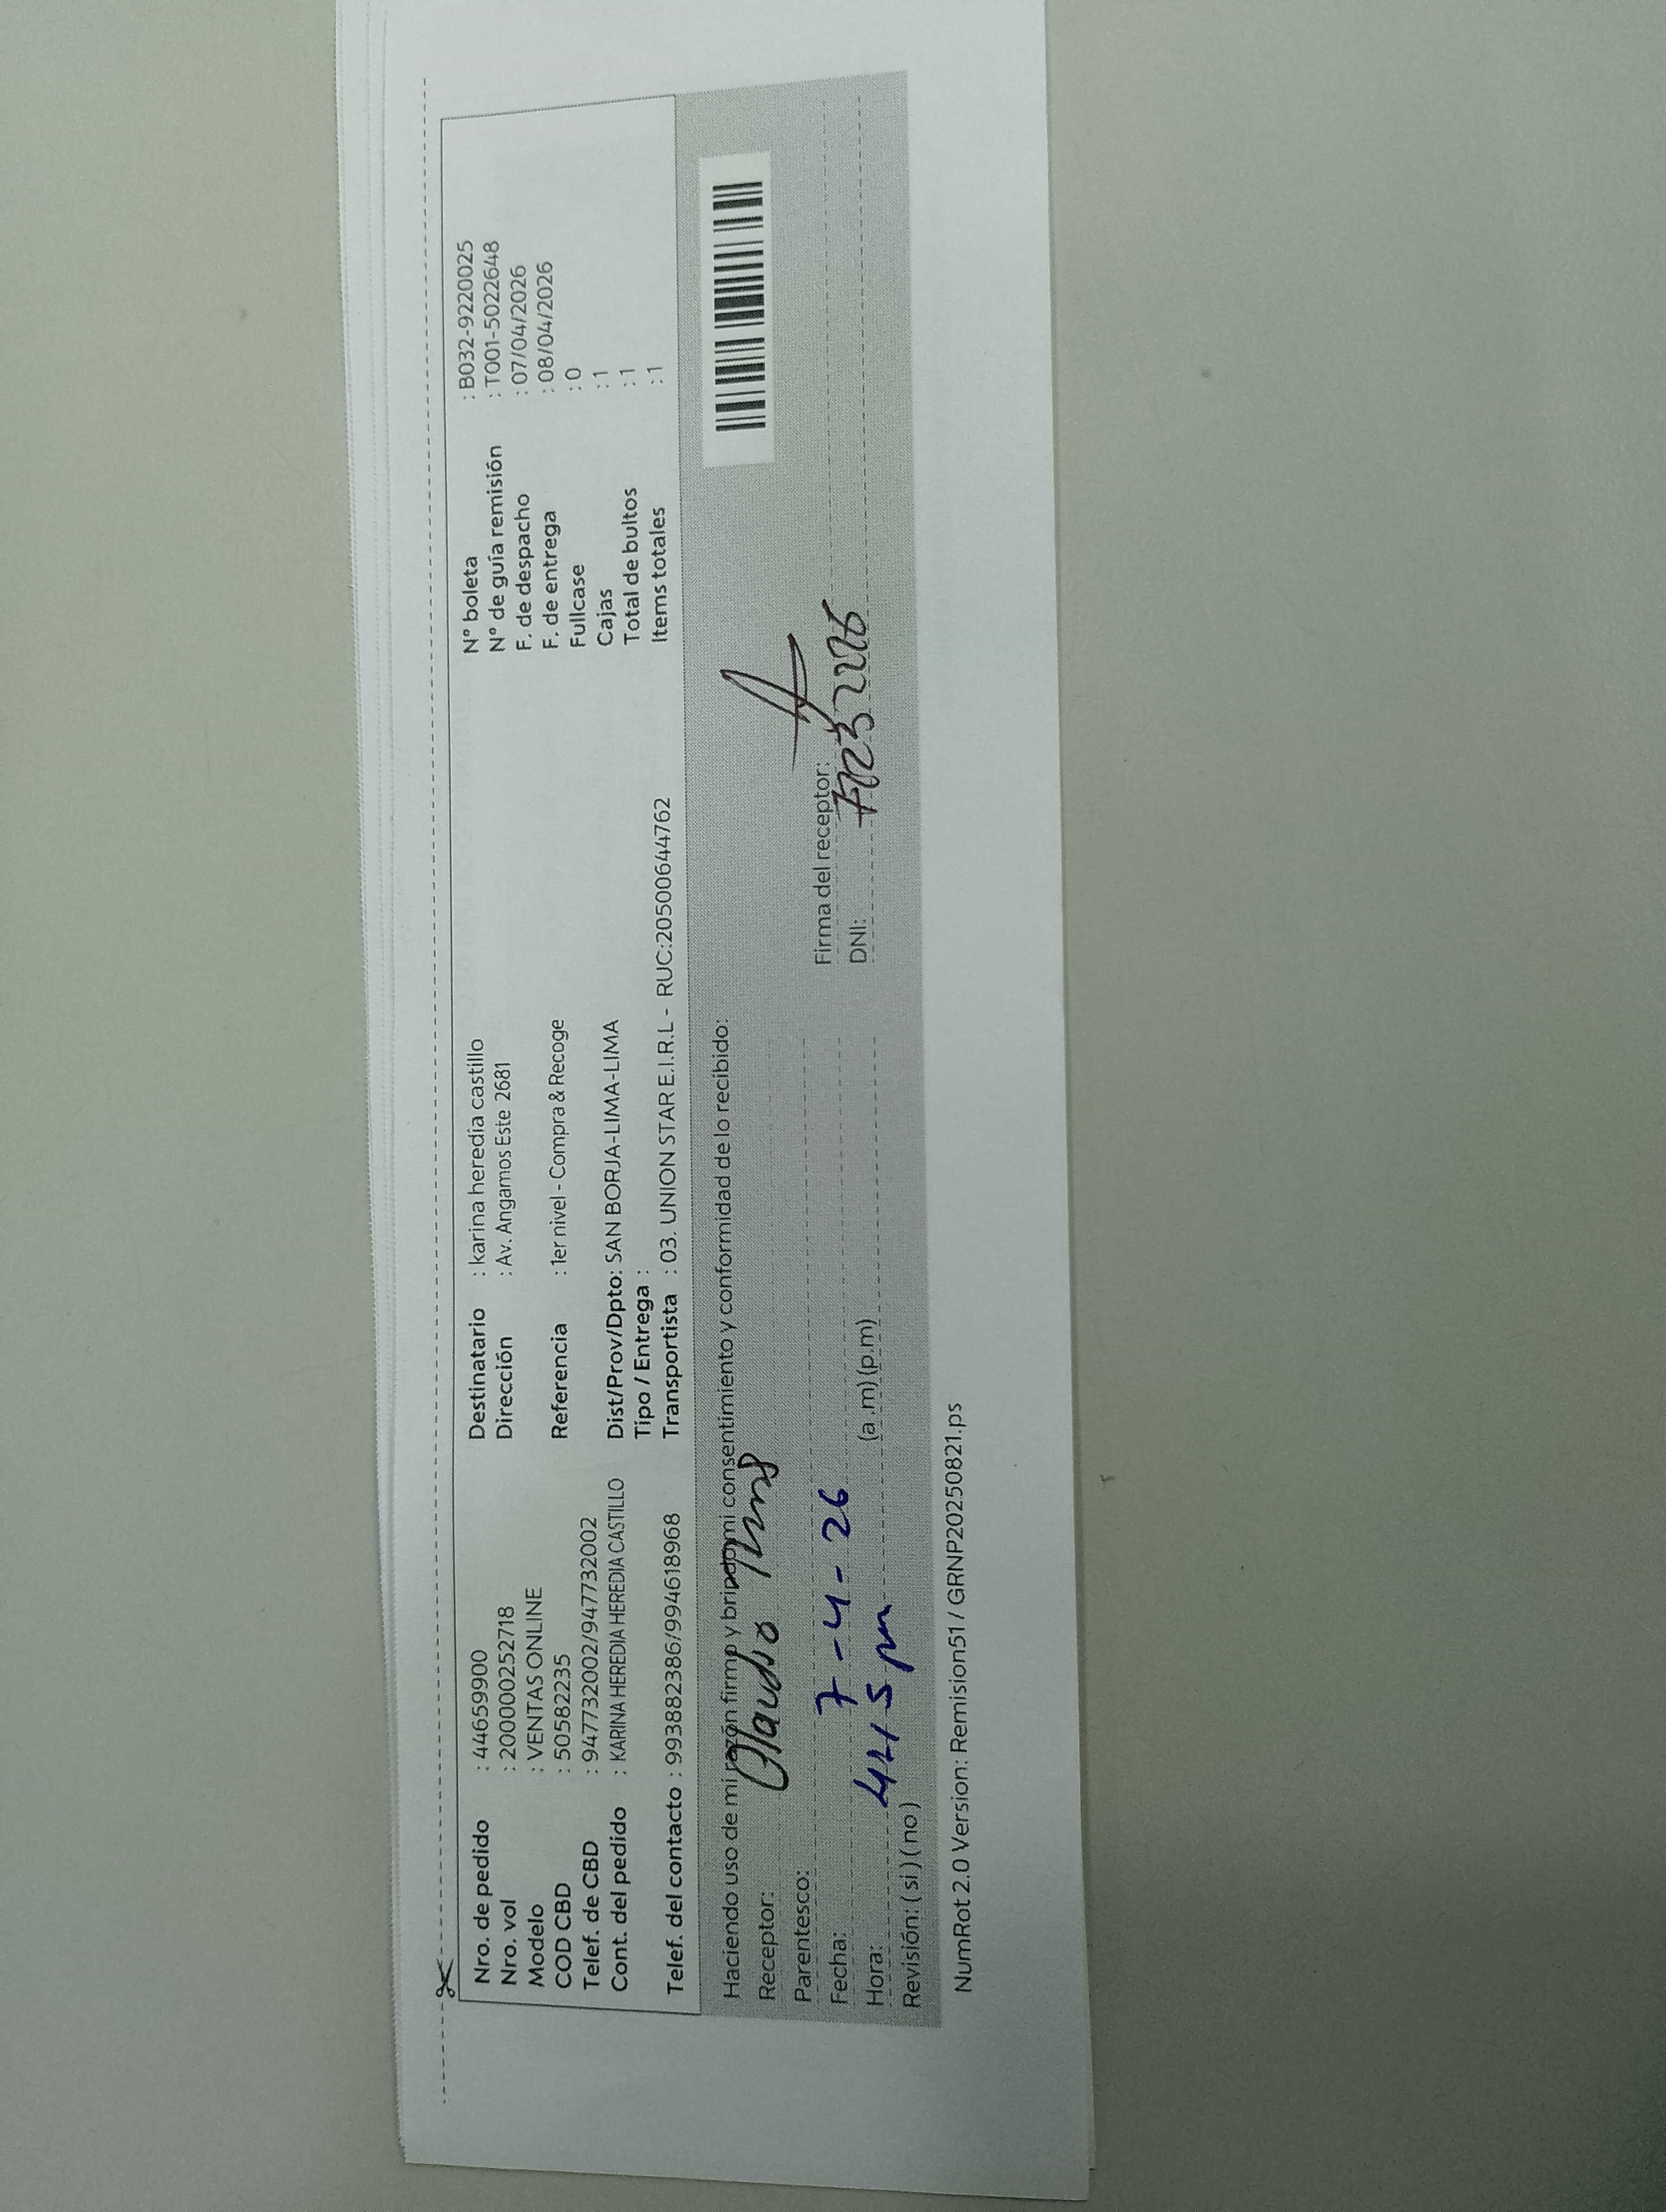 Nro. de pedido : 44659900
Nro. vol : 200000252718
Modelo : VENTAS ONLINE
COD CBD : 50582235
Telef. de CBD : 947732002/947732002
Cont. del pedido : KARINA HEREDIA HEREDIA CASTILLO
Telef. del contacto : 993882386/994618968
Destinatario : karina heredia castillo
Dirección : Av. Angamos Este 2681
Referencia : 1er nivel - Compra & Recoge
Dist/Prov/Dpto: SAN BORJA-LIMA-LIMA
Tipo / Entrega :
Transportista : 03. UNION STAR E.I.R.L - RUC:20500644762
N° boleta : B032-9220025
N° de guía remisión : T001-5022648
F. de despacho : 07/04/2026
F. de entrega : 08/04/2026
Fullcase : 0
Cajas : 1
Total de bultos : 1
Items totales : 1
Haciendo uso de mi razón firmo y brindo mi consentimiento y conformidad de lo recibido:
Receptor: Claudio
Parentesco:
Fecha: 7-4-26
Hora: 445 pm (a .m) (p.m)
Revisión: ( si ) ( no )
Firma del receptor:
DNI:
NumRot 2.0 Version: Remision51 / GRNP20250821.ps